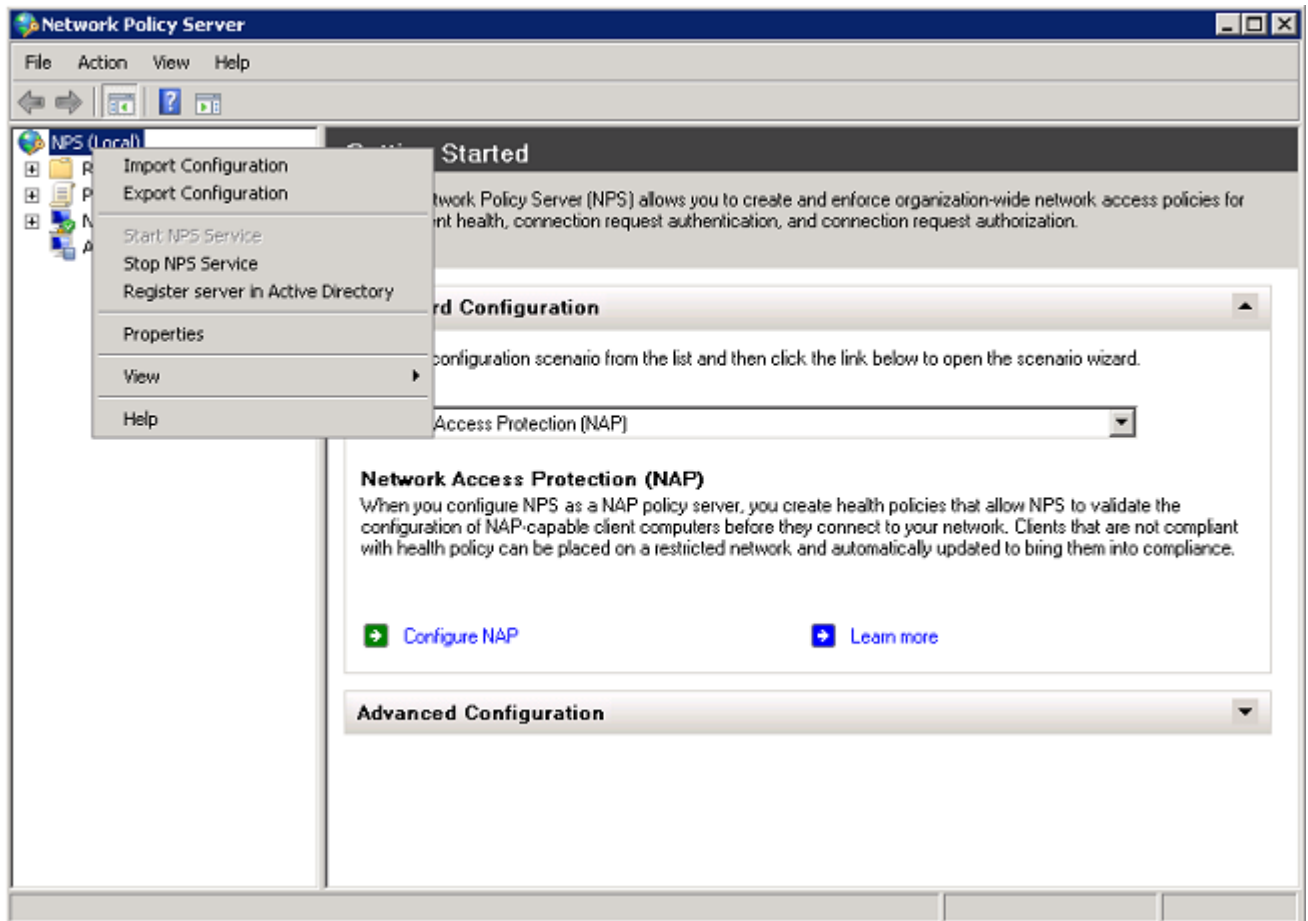 Network Policy Server
File Action View Help
NPS (Local)
R
P
N
A
Import Configuration
Export Configuration
Start NPS Service
Stop NPS Service
Register server in Active Directory
Properties
View
Help
Started
twork Policy Server (NPS) allows you to create and enforce organization-wide network access policies for
nt health, connection request authentication, and connection request authorization.
rd Configuration
configuration scenario from the list and then click the link below to open the scenario wizard.
Access Protection (NAP)
Network Access Protection (NAP)
When you configure NPS as a NAP policy server, you create health policies that allow NPS to validate the
configuration of NAP-capable client computers before they connect to your network. Clients that are not compliant
with health policy can be placed on a restricted network and automatically updated to bring them into compliance.
Configure NAP
Learn more
Advanced Configuration